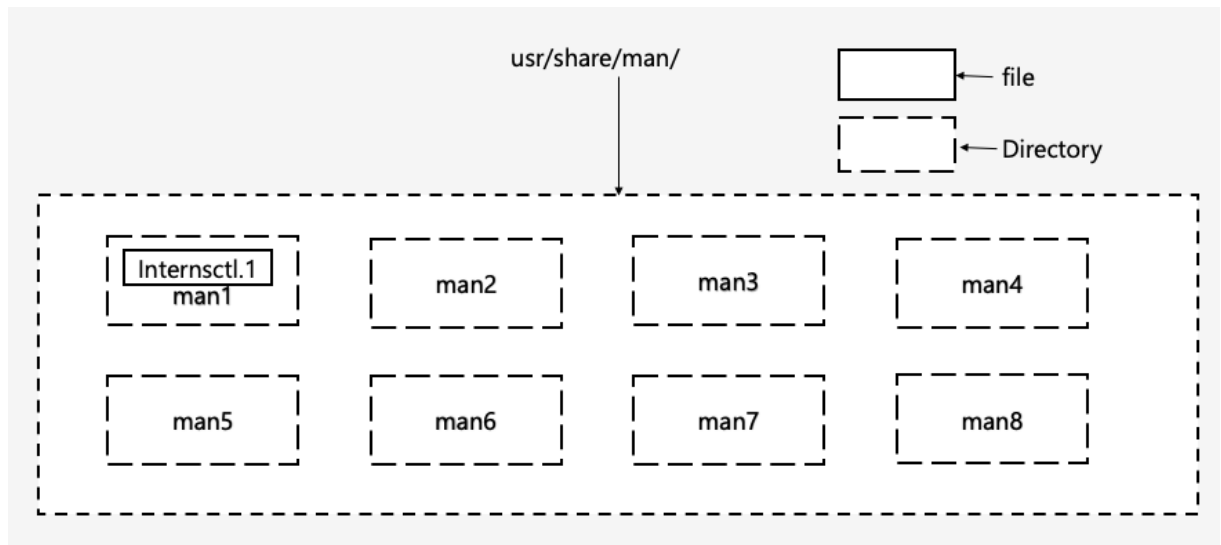 usr/share/man/
file
Directory
Internsctl.1
man1
man2
man3
man4
man5
man6
man7
man8